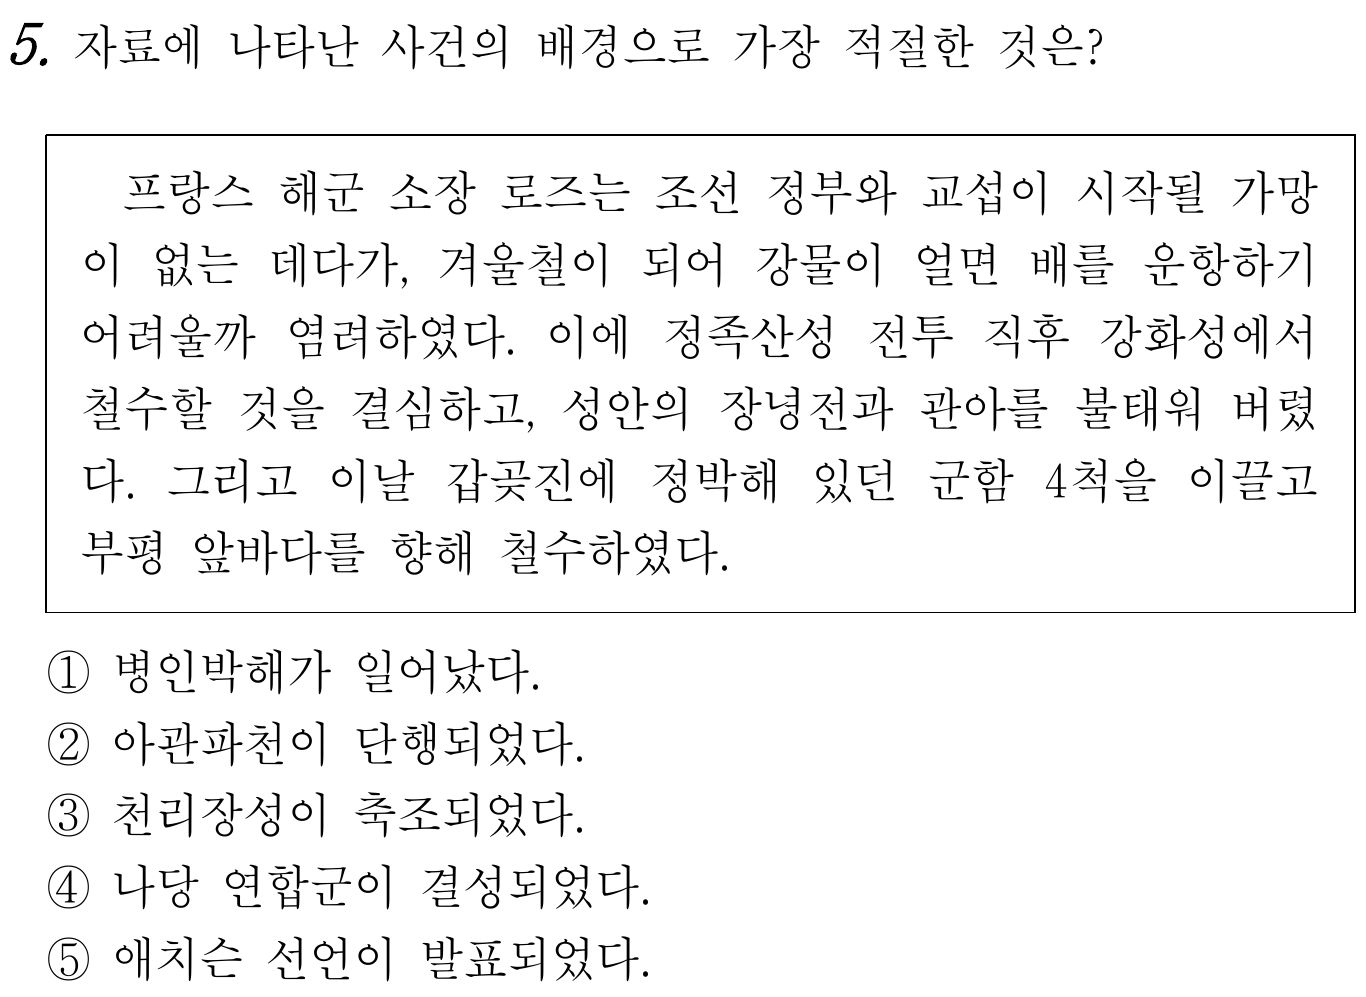 5. 자료에 나타난 사건의 배경으로 가장 적절한 것은?
프랑스 해군 소장 로즈는 조선 정부와 교섭이 시작될 가망
이 없는 데다가, 겨울철이 되어 강물이 얼면 배를 운항하기
어려울까 염려하였다. 이에 정족산성 전투 직후 강화성에서
철수할 것을 결심하고, 성안의 장녕전과 관아를 불태워 버렸
다. 그리고 이날 갑곶진에 정박해 있던 군함 4척을 이끌고
부평 앞바다를 향해 철수하였다.
① 병인박해가 일어났다.
② 아관파천이 단행되었다.
③ 천리장성이 축조되었다.
④ 나당 연합군이 결성되었다.
⑤ 애치슨 선언이 발표되었다.